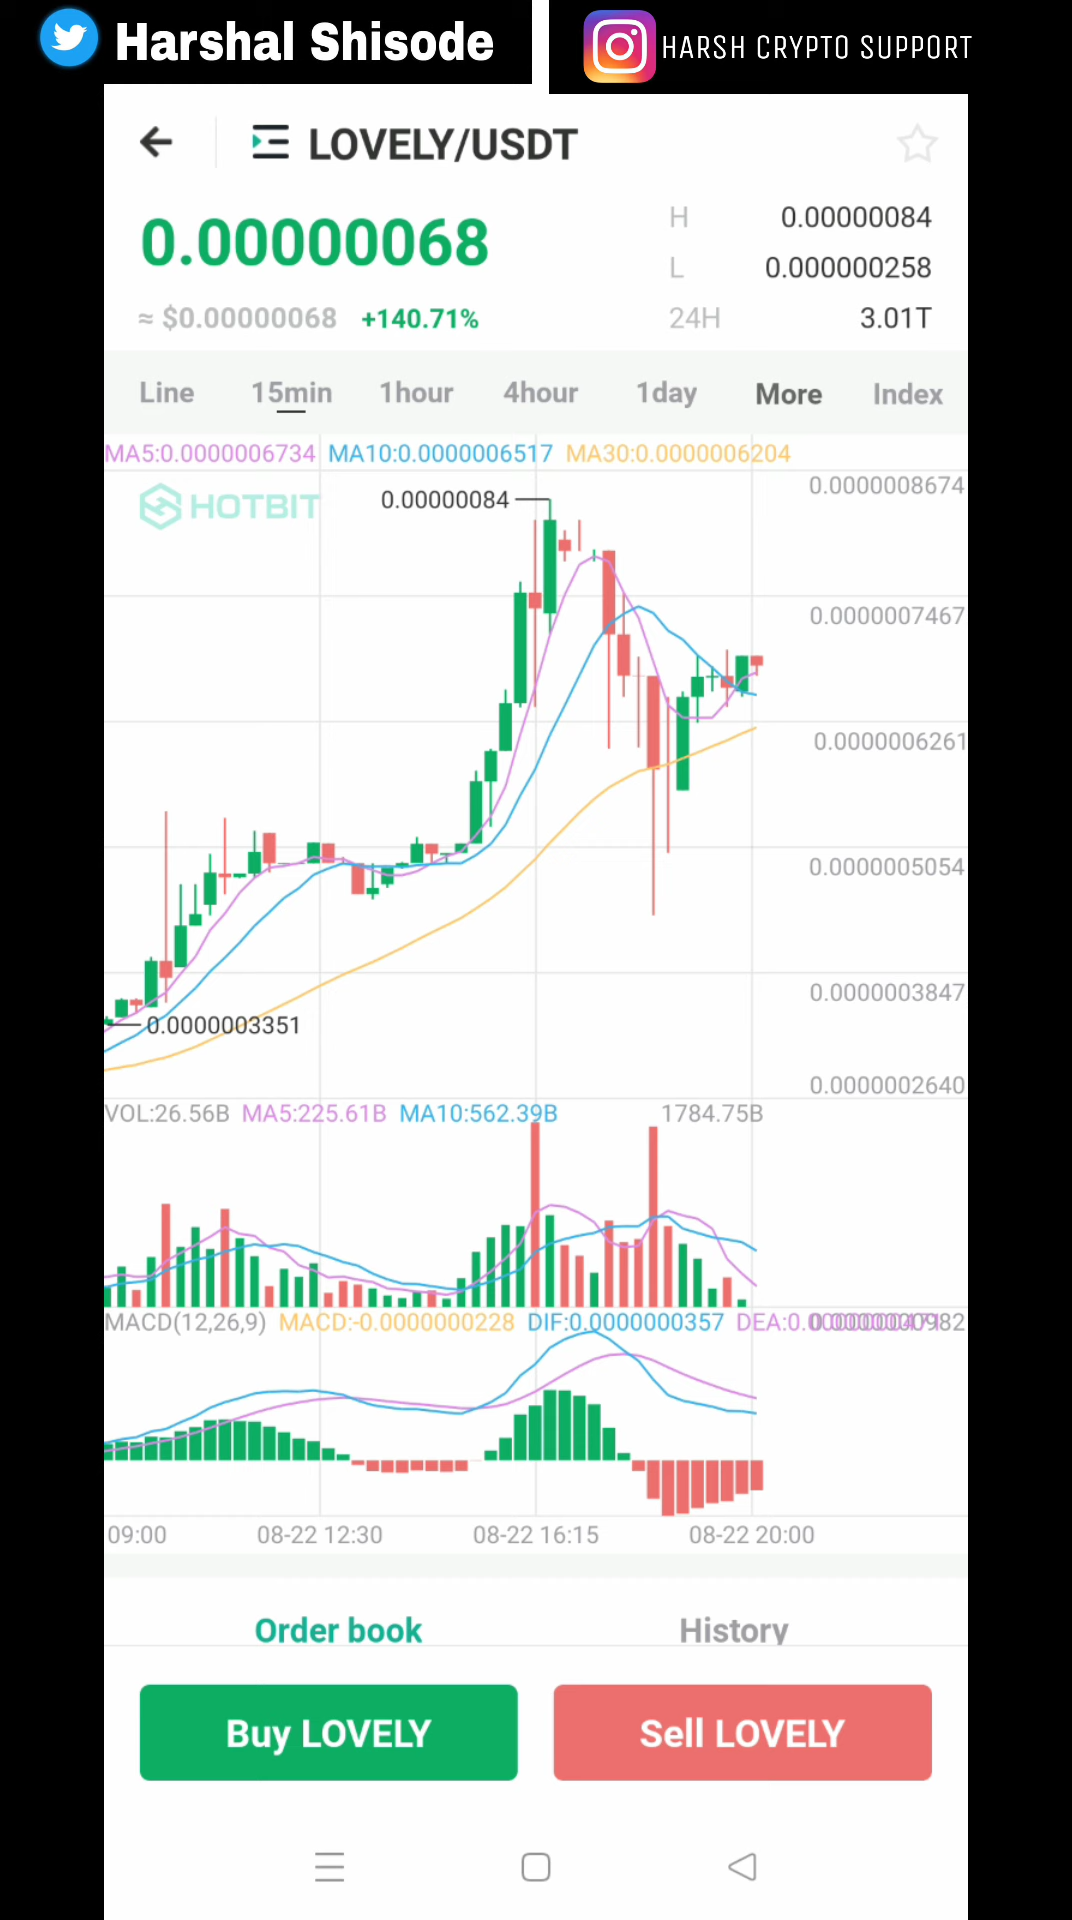 Harshal Shisode
HARSH CRYPTO SUPPORT
LOVELY/USDT
0.00000068
H 0.00000084
L 0.000000258
≈ $0.00000068 +140.71%
24H 3.01T
Line 15min 1hour 4hour 1day More Index
MA5:0.0000006734 MA10:0.0000006517 MA30:0.0000006204
0.0000008674
HOTBIT
0.00000084
0.0000007467
0.0000006261
0.0000005054
0.0000003847
0.0000003351
0.0000002640
VOL:26.56B MA5:225.61B MA10:562.39B 1784.75B
MACD(12,26,9) MACD:-0.0000000228 DIF:0.0000000357 DEA:0.0
09:00 08-22 12:30 08-22 16:15 08-22 20:00
Order book History
Buy LOVELY Sell LOVELY